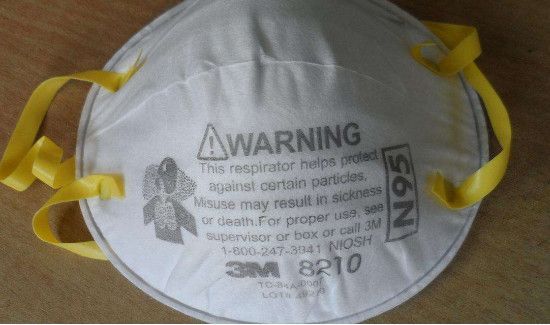 WARNING
This respirator helps protect
against certain particles.
Misuse may result in sickness
or death.For proper use, see
supervisor or box or call 3M
1-800-247-3941 NIOSH
N95
3M 8210